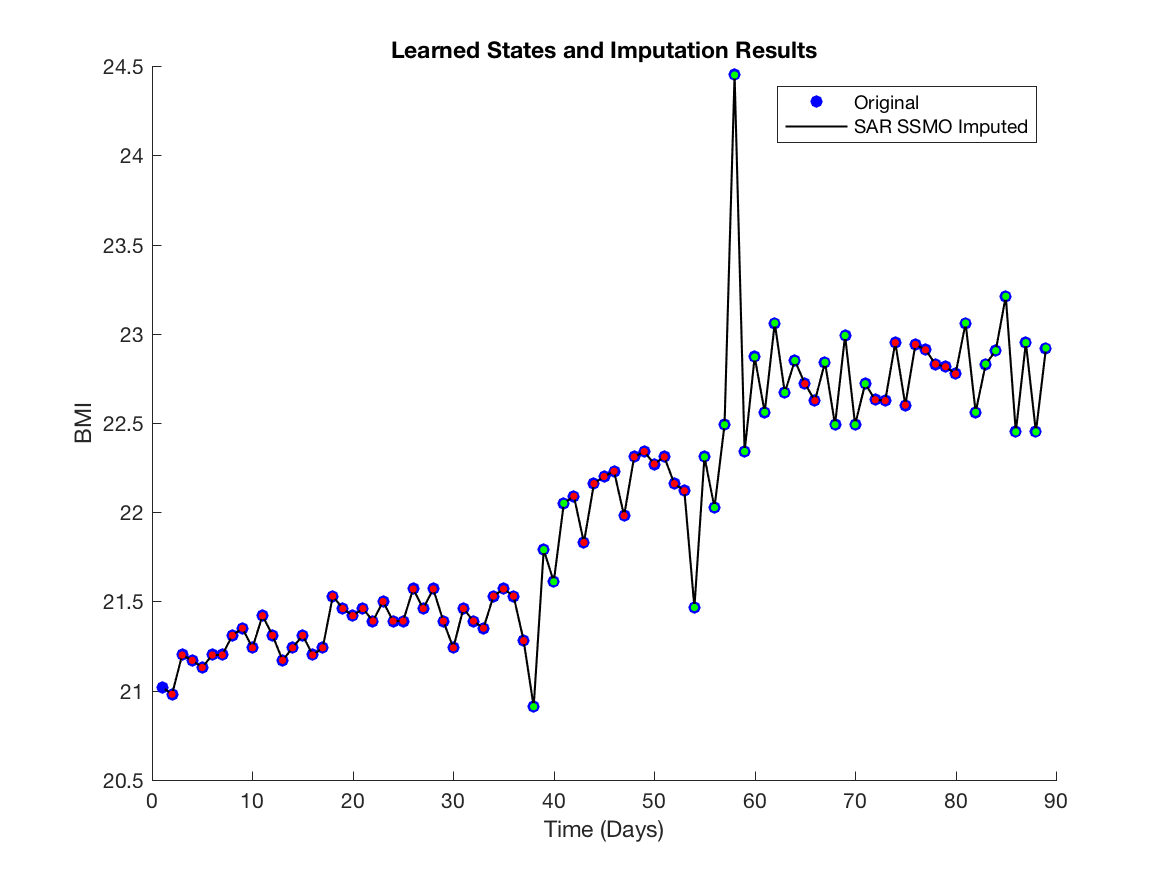 Learned States and Imputation Results
24.5
24
23.5
23
22.5
22
21.5
21
20.5
BMI
Original
SAR SSMO Imputed
0 10 20 30 40 50 60 70 80 90
Time (Days)